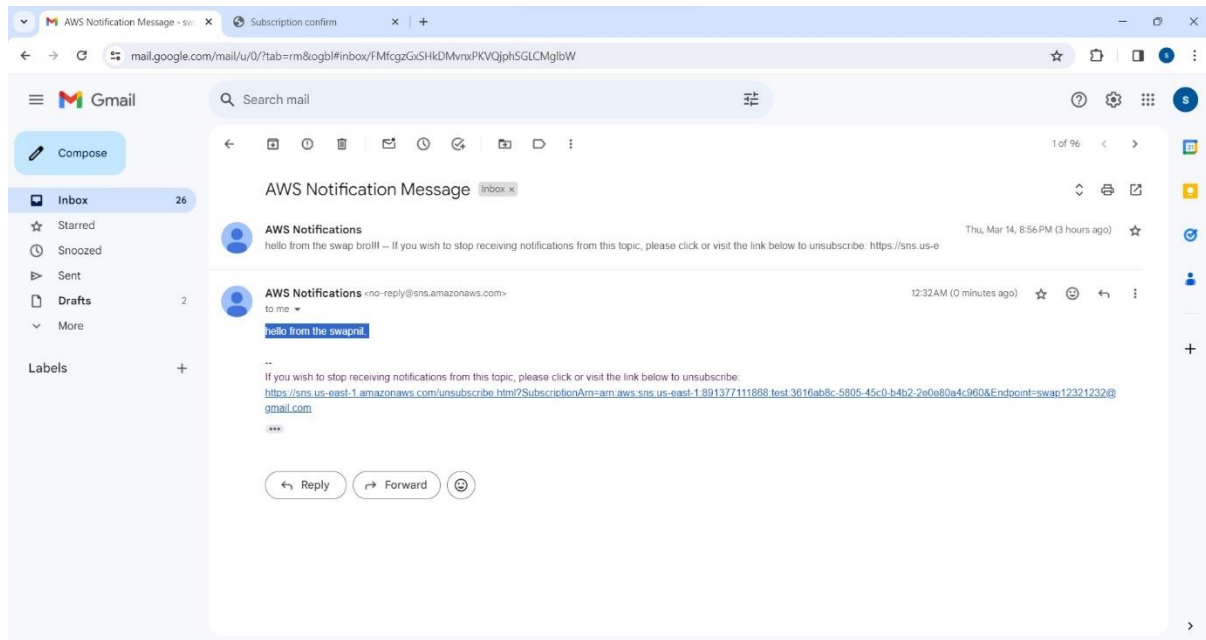 AWS Notification Message - sw
Subscription confirm
mail.google.com/mail/u/0/?tab=rm&ogbl#inbox/FMfcgzGxSHkDMvnxPKVQjphSGLCMglbW
Gmail
Search mail
S
Compose
1 of 96
AWS Notification Message Inbox x
Inbox 26
Starred
Snoozed
Sent
Drafts 2
More
Labels
AWS Notifications
Thu, Mar 14, 8:56 PM (3 hours ago)
hello from the swap bro!!! -- If you wish to stop receiving notifications from this topic, please click or visit the link below to unsubscribe: https://sns.us-e
AWS Notifications <no-reply@sns.amazonaws.com>
12:32 AM (0 minutes ago)
to me
hello from the swapnil.
--
If you wish to stop receiving notifications from this topic, please click or visit the link below to unsubscribe:
https://sns.us-east-1.amazonaws.com/unsubscribe.html?SubscriptionArn=arn:aws:sns:us-east-1:891377111868:test:3616ab8c-5805-45c0-b4b2-2e0e80a4c960&Endpoint=swap12321232@
gmail.com
Reply
Forward